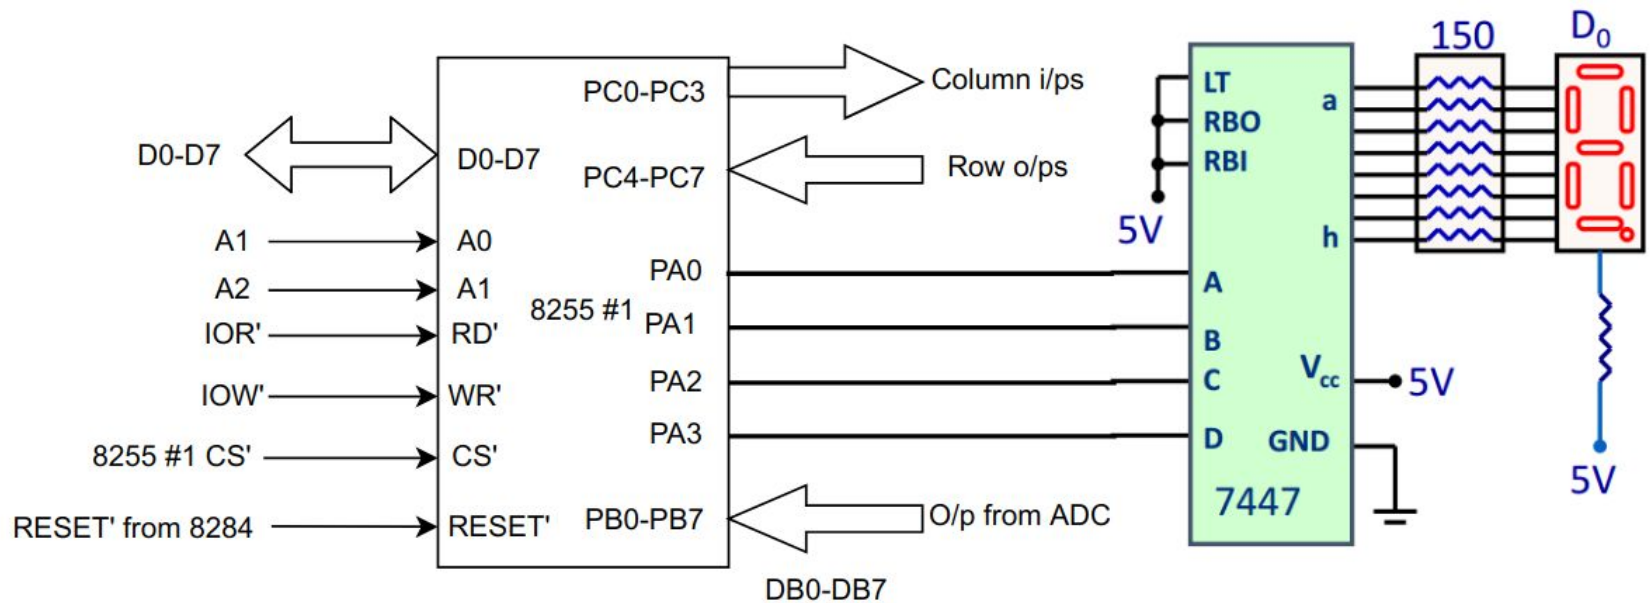 150
D₀
PC0-PC3
Column i/ps
LT
a
RBO
D0-D7
D0-D7
PC4-PC7
Row o/ps
RBI
5V
A1
A0
h
PA0
A
A2
A1
8255 #1
PA1
B
IOR'
RD'
PA2
C
Vcc
5V
IOW'
WR'
PA3
D
GND
8255 #1 CS'
CS'
5V
RESET' from 8284
RESET'
PB0-PB7
O/p from ADC
7447
DB0-DB7